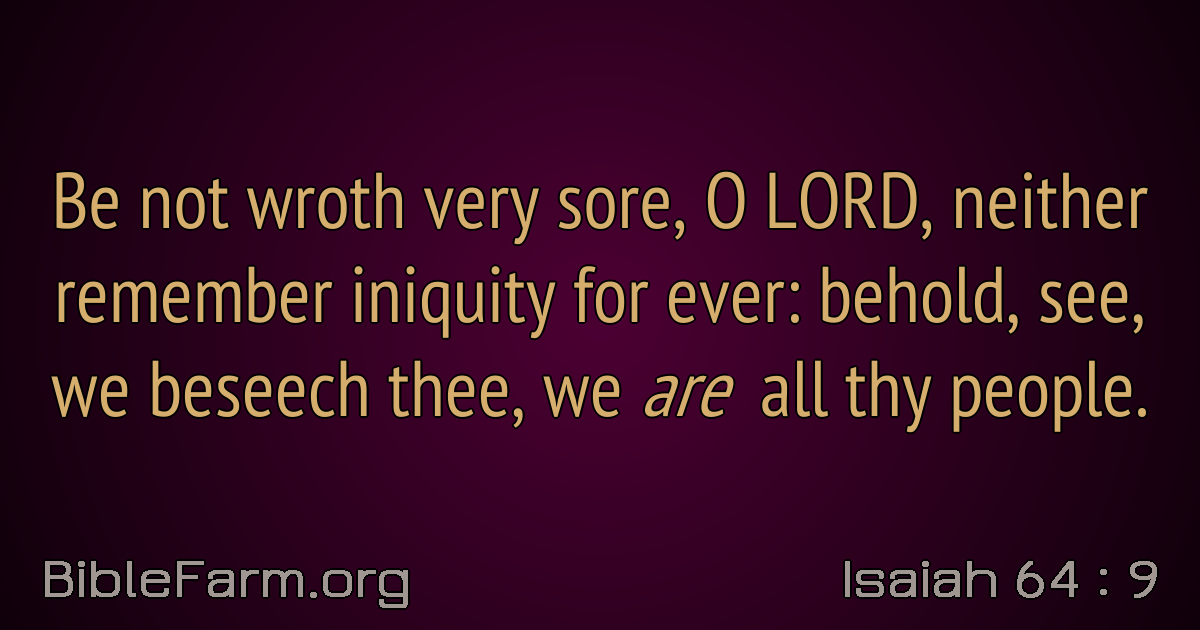 Be not wroth very sore, O LORD, neither
remember iniquity for ever: behold, see,
we beseech thee, we are all thy people.
BibleFarm.org
Isaiah 64 : 9